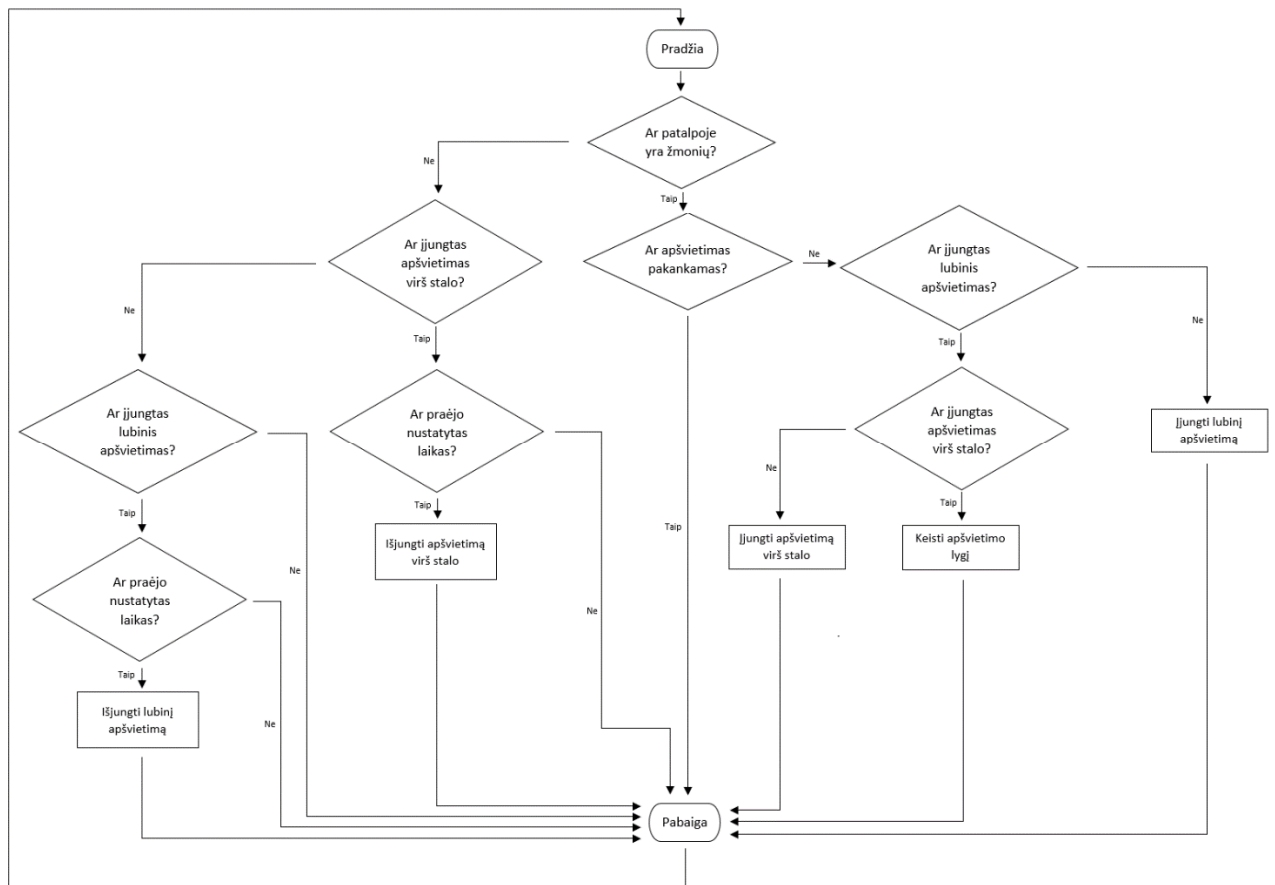 Pradžia
Ar patalpoje
yra žmonių?
Ne
Taip
Ar įjungtas
apšvietimas
virš stalo?
Ar apšvietimas
pakankamas?
Ne
Ar įjungtas
lubinis
apšvietimas?
Ne
Taip
Taip
Ne
Ar įjungtas
lubinis
apšvietimas?
Ne
Ar praėjo
nustatytas
laikas?
Ne
Ar įjungtas
apšvietimas
virš stalo?
Įjungti lubinį
apšvietimą
Taip
Taip
Ne
Taip
Taip
Išjungti apšvietimą
virš stalo
Įjungti apšvietimą
virš stalo
Keisti apšvietimo
lygį
Ar praėjo
nustatytas
laikas?
Ne
Taip
Išjungti lubinį
apšvietimą
Ne
Pabaiga